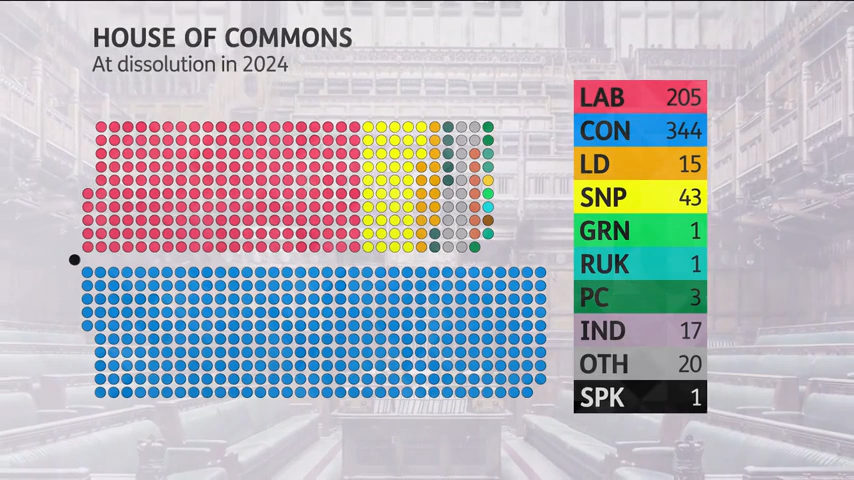 HOUSE OF COMMONS
At dissolution in 2024
LAB 205
CON 344
LD 15
SNP 43
GRN 1
RUK 1
PC 3
IND 17
OTH 20
SPK 1